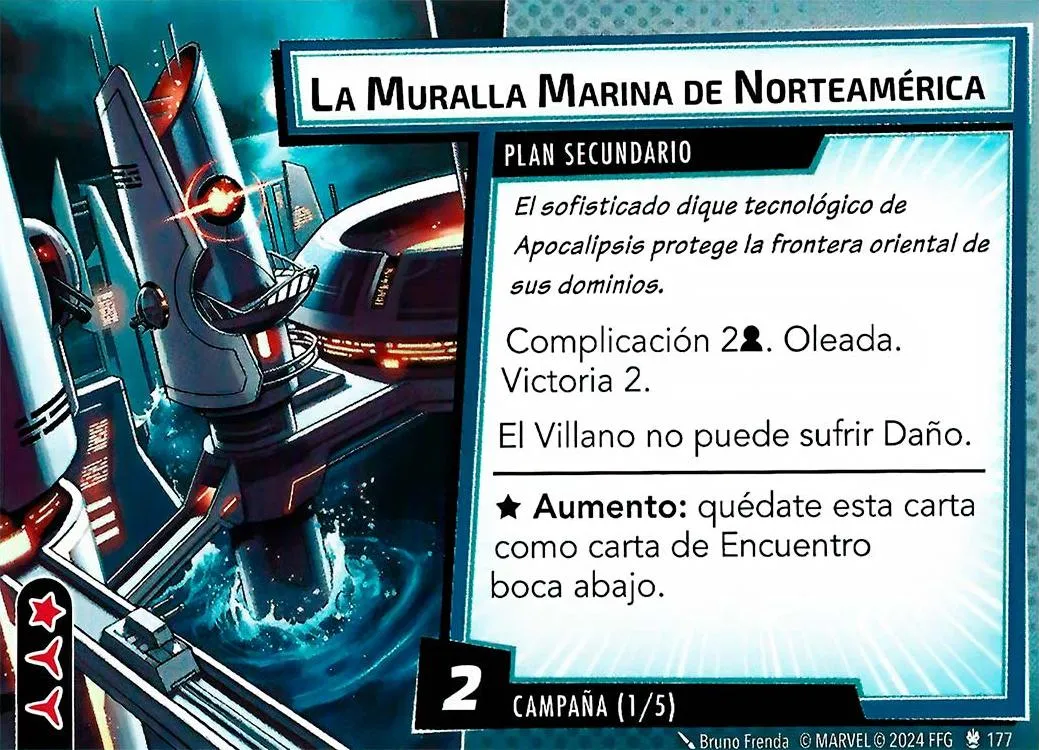 La Muralla Marina de Norteamérica
PLAN SECUNDARIO
El sofisticado dique tecnológico de
Apocalipsis protege la frontera oriental de
sus dominios.
Complicación 2. Oleada.
Victoria 2.
El Villano no puede sufrir Daño.
★ Aumento: quédate esta carta
como carta de Encuentro
boca abajo.
2
CAMPAÑA (1/5)
Bruno Frenda © MARVEL © 2024 FFG 177